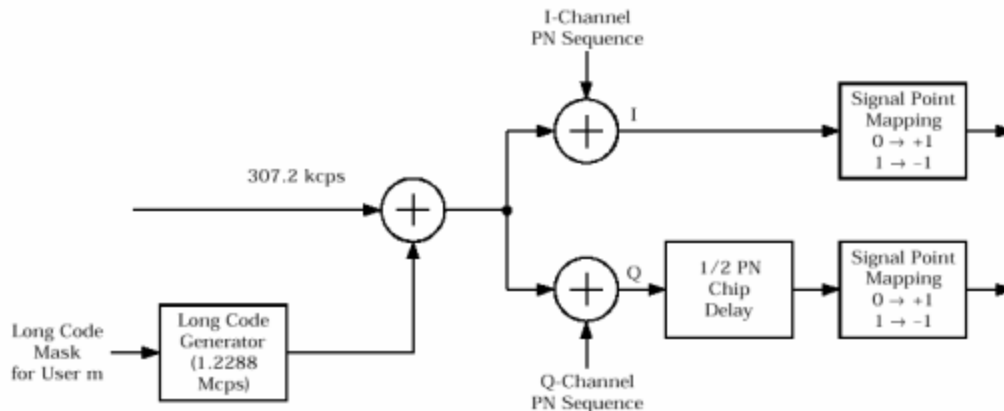 I-Channel
PN Sequence
I
Signal Point
Mapping
0 → +1
1 → −1
307.2 kcps
Q
1/2 PN
Chip
Delay
Signal Point
Mapping
0 → +1
1 → −1
Long Code
Mask
for User m
Long Code
Generator
(1.2288
Mcps)
Q-Channel
PN Sequence